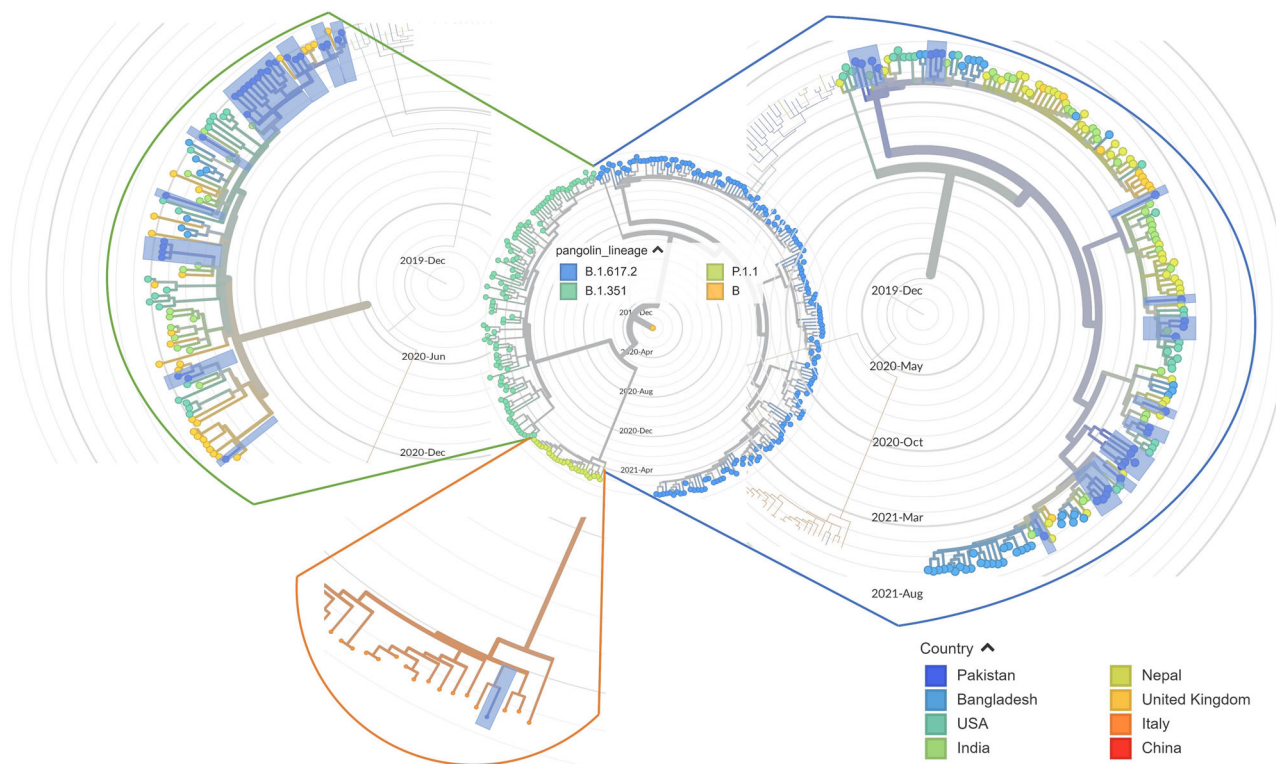 2019-Dec
2020-Jun
2020-Dec
pangolin_lineage
B.1.617.2
P.1.1
B.1.351
B
2020-Apr
2020-Aug
2020-Dec
2021-Apr
2019-Dec
2020-May
2020-Oct
2021-Mar
2021-Aug
Country
Pakistan
Nepal
Bangladesh
United Kingdom
USA
Italy
India
China